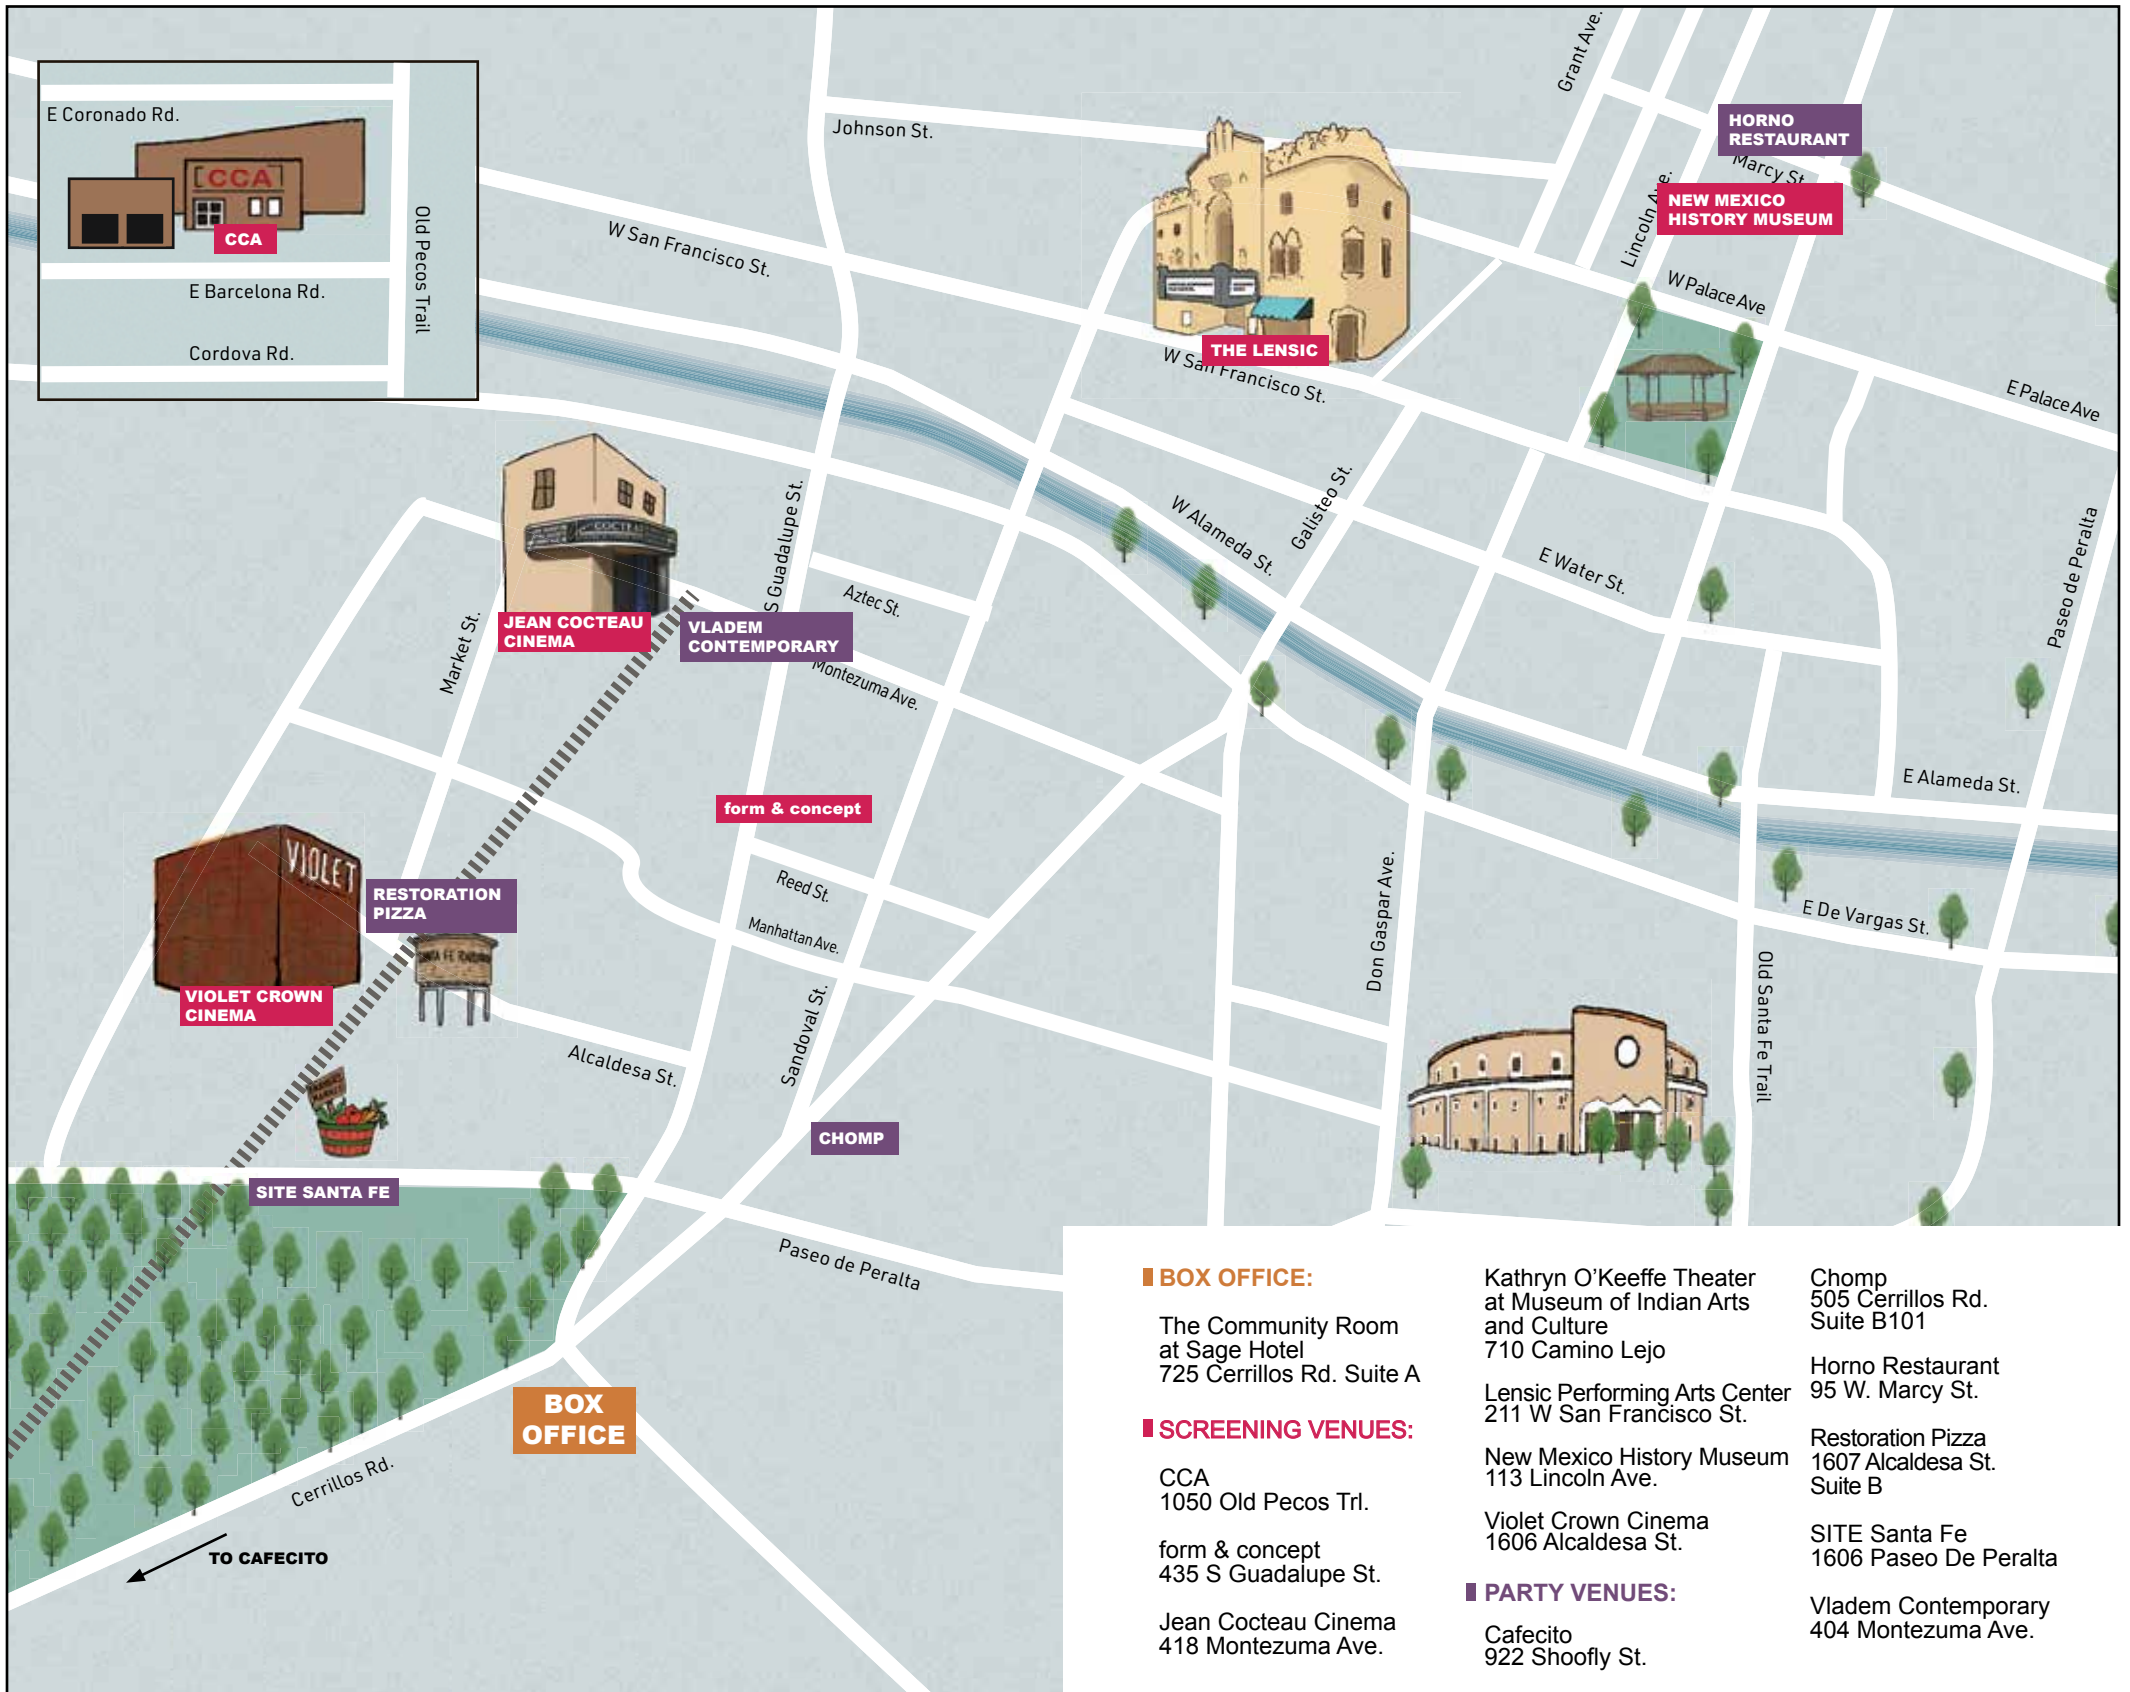 E Coronado Rd.
CCA
CCA
Old Pecos Trail
E Barcelona Rd.
Cordova Rd.
Johnson St.
Grant Ave.
HORNO
RESTAURANT
Marcy St.
Lincoln Ave.
NEW MEXICO
HISTORY MUSEUM
W San Francisco St.
W Palace Ave
THE LENSIC
W San Francisco St.
E Palace Ave
S Guadalupe St.
Galisteo St.
W Alameda St.
E Water St.
Paseo de Peralta
COCTEAU
Aztec St.
JEAN COCTEAU
CINEMA
VLADEM
CONTEMPORARY
Market St.
Montezuma Ave.
E Alameda St.
form & concept
VIOLET
RESTORATION
PIZZA
Reed St.
Manhattan Ave.
Don Gaspar Ave.
E De Vargas St.
SANTA FE
VIOLET CROWN
CINEMA
Sandoval St.
Old Santa Fe Trail
Alcaldesa St.
FARMERS
MARKET
CHOMP
SITE SANTA FE
Paseo de Peralta
BOX
OFFICE
Cerrillos Rd.
TO CAFECITO
BOX OFFICE:
The Community Room
at Sage Hotel
725 Cerrillos Rd. Suite A
SCREENING VENUES:
CCA
1050 Old Pecos Trl.
form & concept
435 S Guadalupe St.
Jean Cocteau Cinema
418 Montezuma Ave.
Kathryn O'Keeffe Theater
at Museum of Indian Arts
and Culture
710 Camino Lejo
Lensic Performing Arts Center
211 W San Francisco St.
New Mexico History Museum
113 Lincoln Ave.
Violet Crown Cinema
1606 Alcaldesa St.
PARTY VENUES:
Cafecito
922 Shoofly St.
Chomp
505 Cerrillos Rd.
Suite B101
Horno Restaurant
95 W. Marcy St.
Restoration Pizza
1607 Alcaldesa St.
Suite B
SITE Santa Fe
1606 Paseo De Peralta
Vladem Contemporary
404 Montezuma Ave.